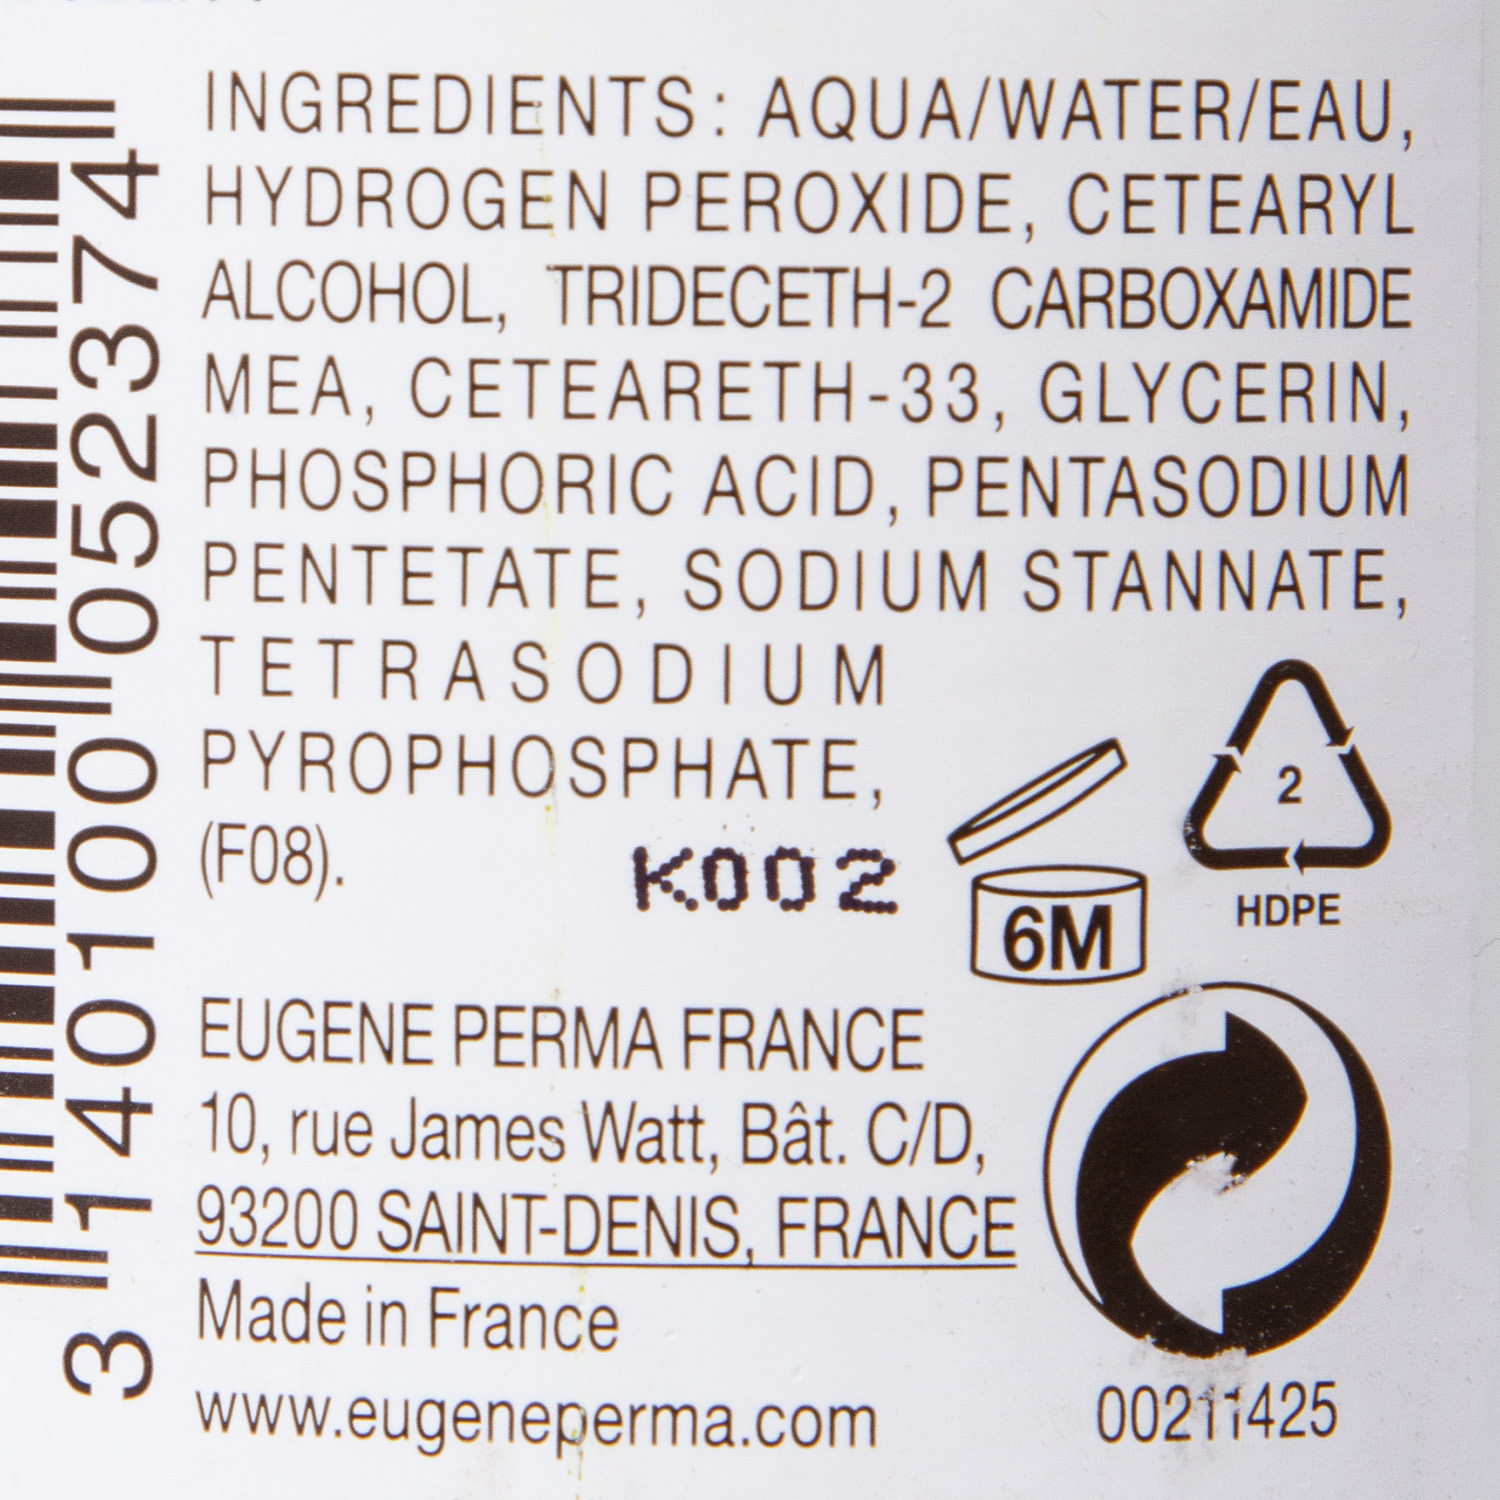 INGREDIENTS: AQUA/WATER/EAU,
HYDROGEN PEROXIDE, CETEARYL
ALCOHOL, TRIDECETH-2 CARBOXAMIDE
MEA, CETEARETH-33, GLYCERIN,
PHOSPHORIC ACID, PENTASODIUM
PENTETATE, SODIUM STANNATE,
TETRASODIUM
PYROPHOSPHATE,
(F08).
K002
6M
2
HDPE
EUGENE PERMA FRANCE
10, rue James Watt, Bât. C/D,
93200 SAINT-DENIS, FRANCE
Made in France
www.eugeneperma.com
00211425
3 140100 052374